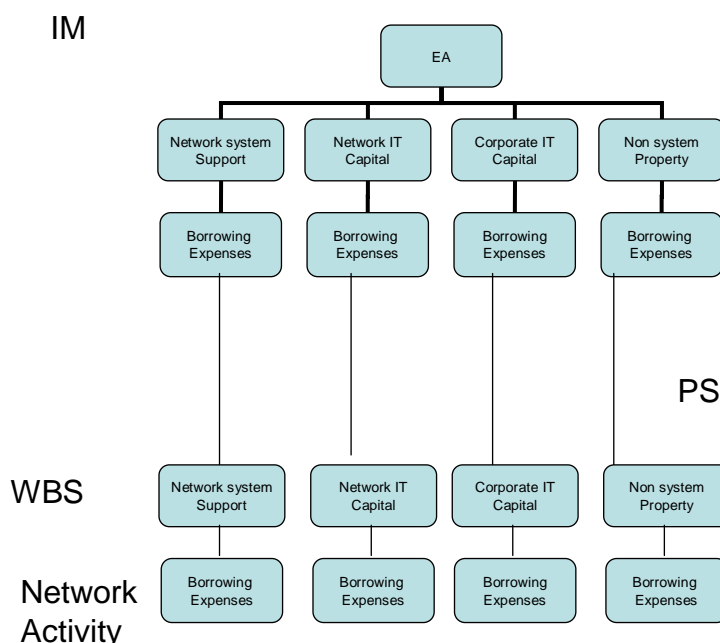 IM
EA
Network system
Support
Network IT
Capital
Corporate IT
Capital
Non system
Property
Borrowing
Expenses
Borrowing
Expenses
Borrowing
Expenses
Borrowing
Expenses
PS
WBS
Network system
Support
Network IT
Capital
Corporate IT
Capital
Non system
Property
Network
Activity
Borrowing
Expenses
Borrowing
Expenses
Borrowing
Expenses
Borrowing
Expenses